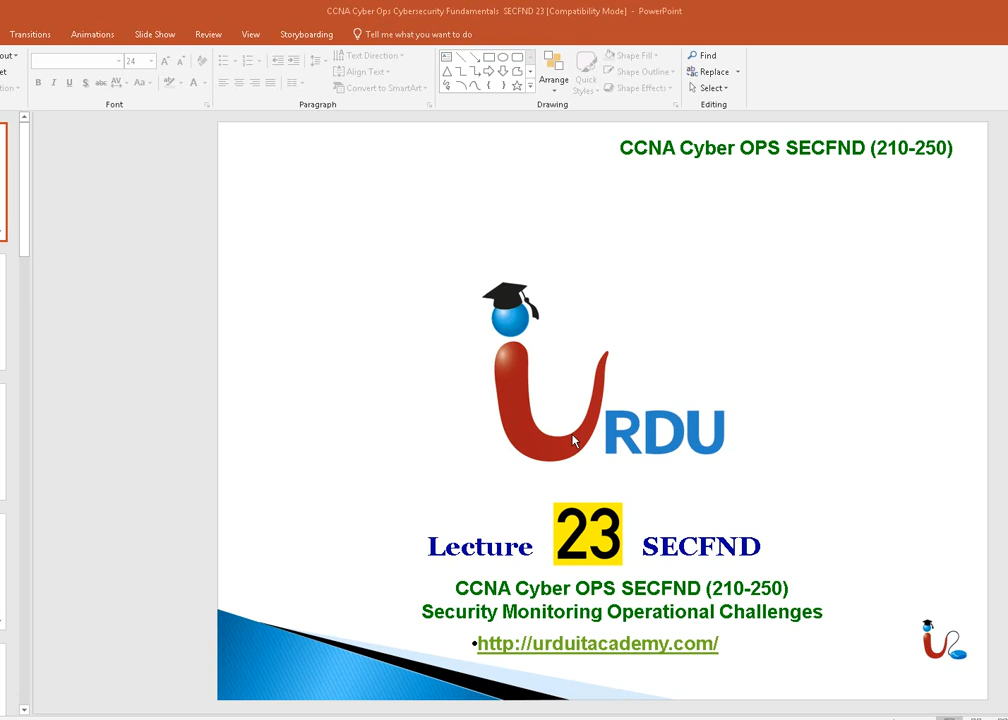 CCNA Cyber Ops Cybersecurity Fundamentals SECFND 23 [Compatibility Mode] - PowerPoint
Transitions Animations Slide Show Review View Storyboarding Tell me what you want to do
24 Text Direction Shape Fill Find
Align Text Shape Outline Replace
Convert to SmartArt Arrange Quick Styles Shape Effects Select
Font Paragraph Drawing Editing
CCNA Cyber OPS SECFND (210-250)
URDU
Lecture 23 SECFND
CCNA Cyber OPS SECFND (210-250)
Security Monitoring Operational Challenges
•http://urduitacademy.com/